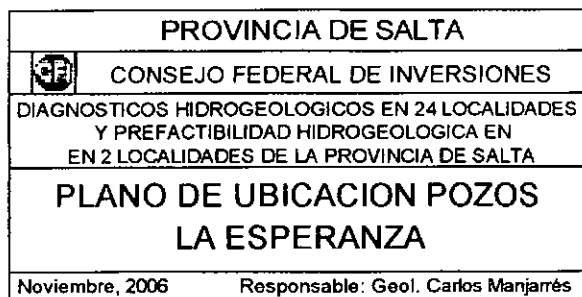 PROVINCIA DE SALTA
CFI CONSEJO FEDERAL DE INVERSIONES
DIAGNOSTICOS HIDROGEOLOGICOS EN 24 LOCALIDADES
Y PREFACTIBILIDAD HIDROGEOLOGICA EN
EN 2 LOCALIDADES DE LA PROVINCIA DE SALTA
PLANO DE UBICACION POZOS
LA ESPERANZA
Noviembre, 2006 Responsable: Geol. Carlos Manjarrés